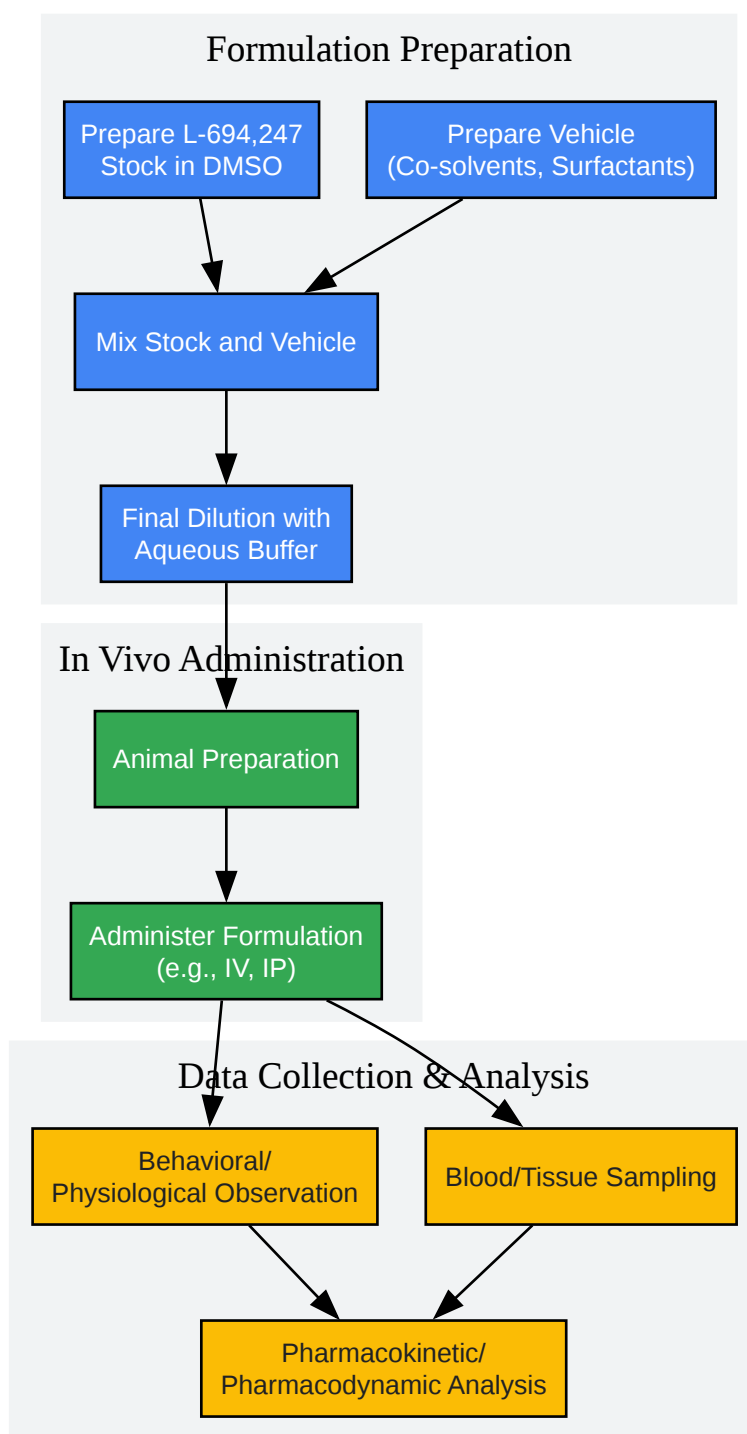 Formulation Preparation
Prepare L-694,247
Stock in DMSO
Prepare Vehicle
(Co-solvents, Surfactants)
Mix Stock and Vehicle
Final Dilution with
Aqueous Buffer
In Vivo Administration
Animal Preparation
Administer Formulation
(e.g., IV, IP)
Data Collection & Analysis
Behavioral/
Physiological Observation
Blood/Tissue Sampling
Pharmacokinetic/
Pharmacodynamic Analysis